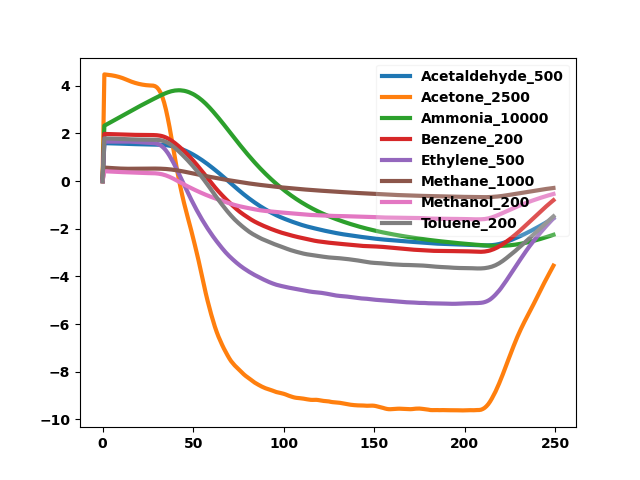 Acetaldehyde_500
Acetone_2500
Ammonia_10000
Benzene_200
Ethylene_500
Methane_1000
Methanol_200
Toluene_200
4
2
0
−2
−4
−6
−8
−10
0 50 100 150 200 250